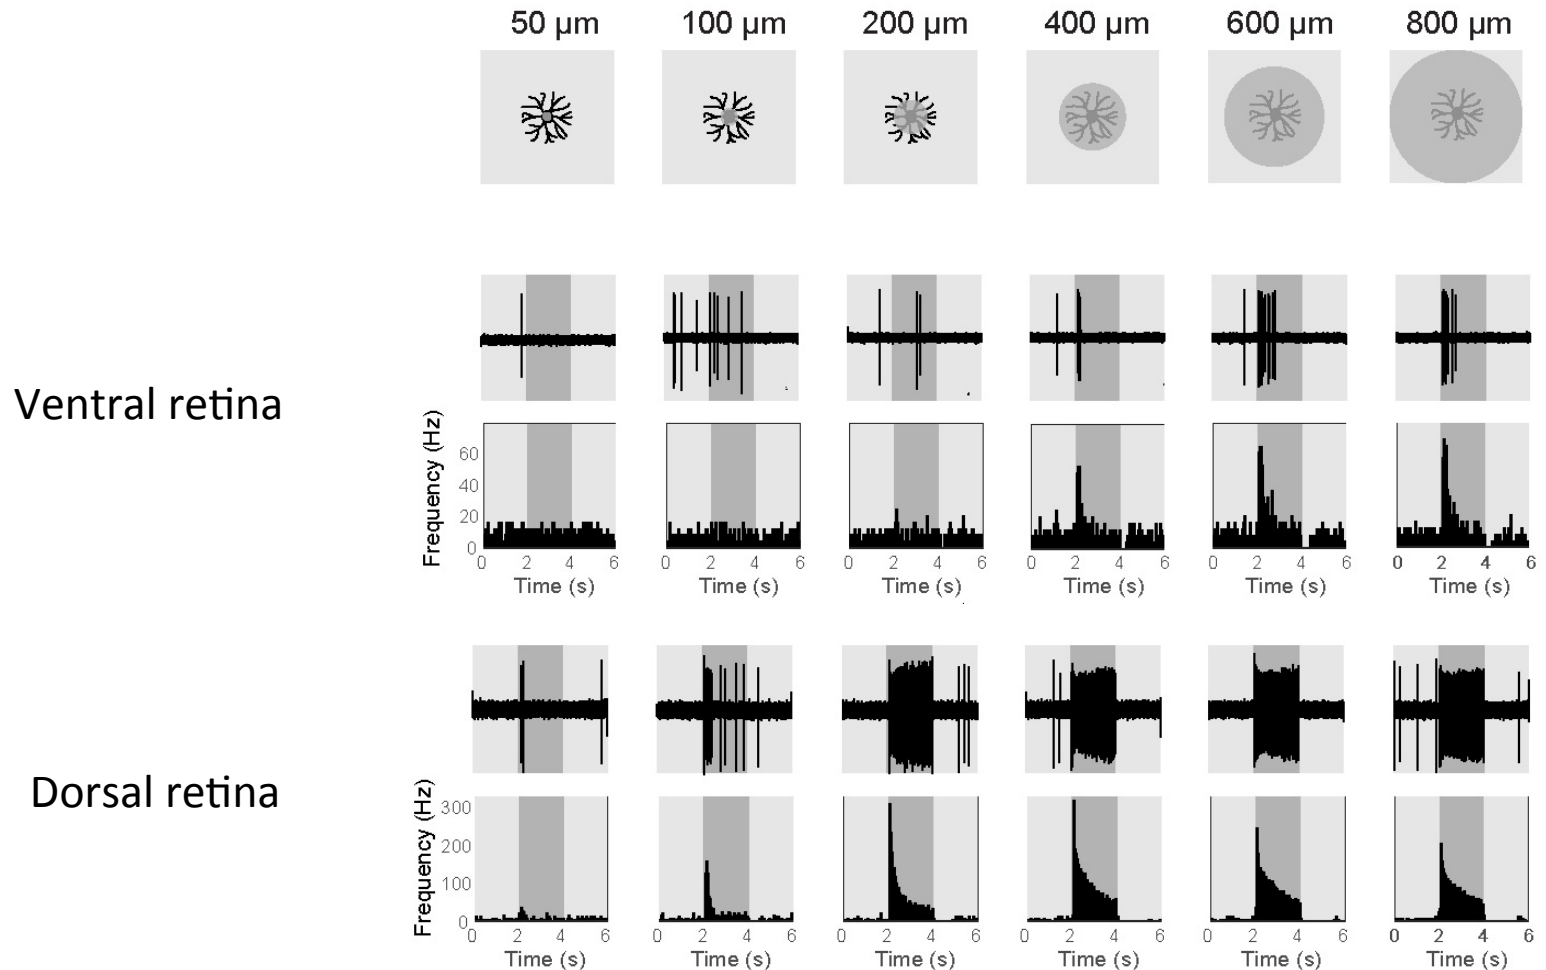 50 µm 100 µm 200 µm 400 µm 600 µm 800 µm
Ventral retina
Frequency (Hz)
60
40
20
0
0 2 4 6 0 2 4 6 0 2 4 6 0 2 4 6 0 2 4 6 0 2 4 6
Time (s) Time (s) Time (s) Time (s) Time (s) Time (s)
Dorsal retina
Frequency (Hz)
300
200
100
0
0 2 4 6 0 2 4 6 0 2 4 6 0 2 4 6 0 2 4 6 0 2 4 6
Time (s) Time (s) Time (s) Time (s) Time (s) Time (s)